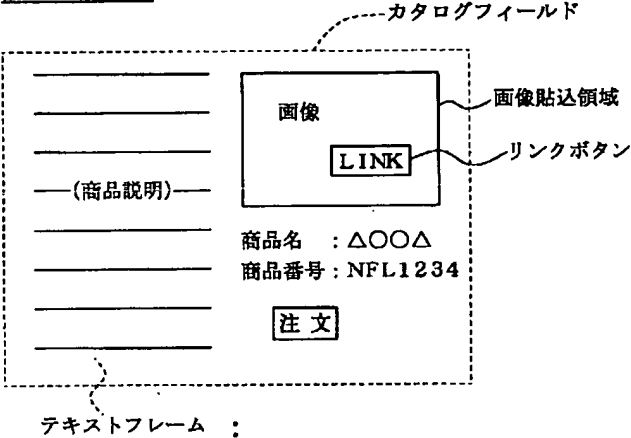 カタログフィールド
画像
画像貼込領域
LINK
リンクボタン
(商品説明)
商品名 : △○○△
商品番号 : NFL1234
注文
テキストフレーム :